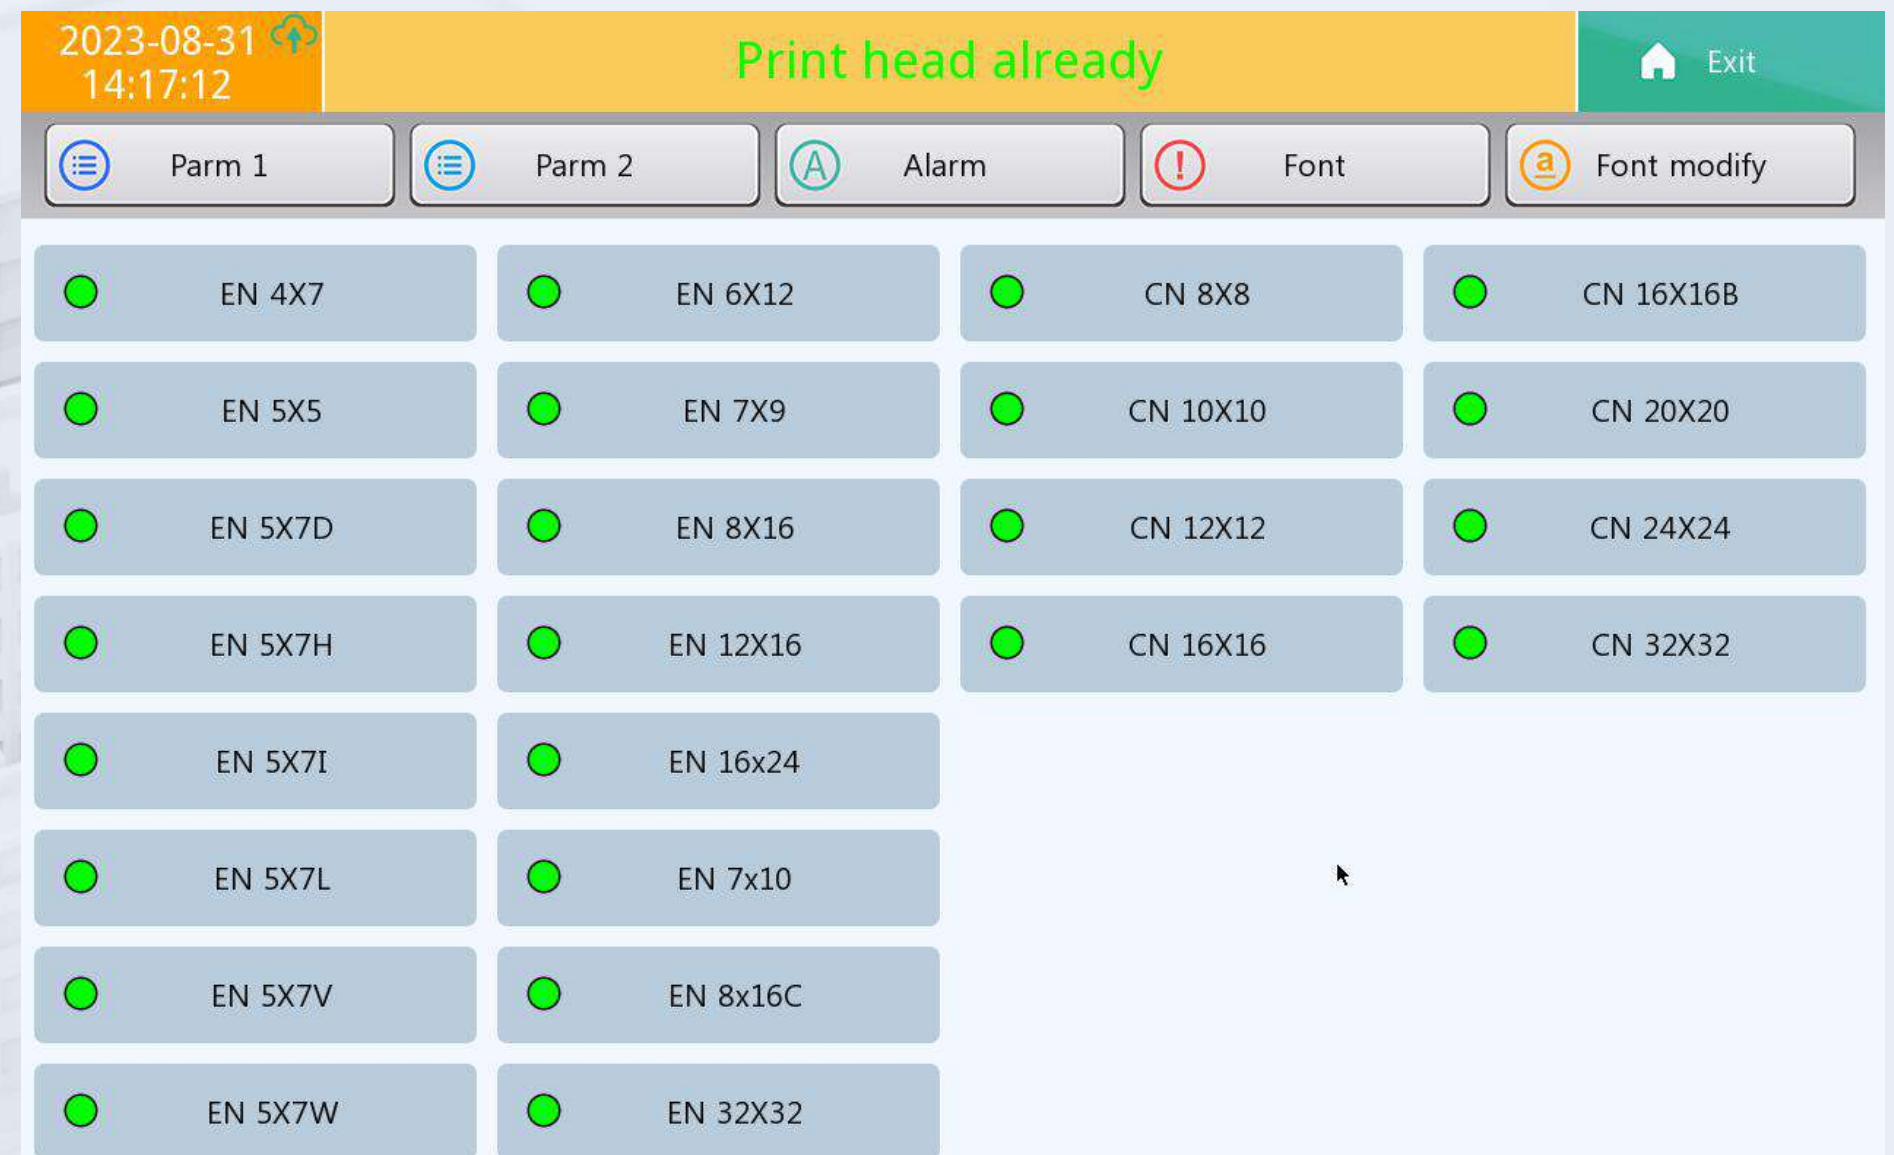 2023-08-31
14:17:12
Print head already
Exit
Parm 1
Parm 2
A
Alarm
!
Font
a
Font modify
EN 4X7
EN 6X12
CN 8X8
CN 16X16B
EN 5X5
EN 7X9
CN 10X10
CN 20X20
EN 5X7D
EN 8X16
CN 12X12
CN 24X24
EN 5X7H
EN 12X16
CN 16X16
CN 32X32
EN 5X7I
EN 16x24
EN 5X7L
EN 7x10
EN 5X7V
EN 8x16C
EN 5X7W
EN 32X32